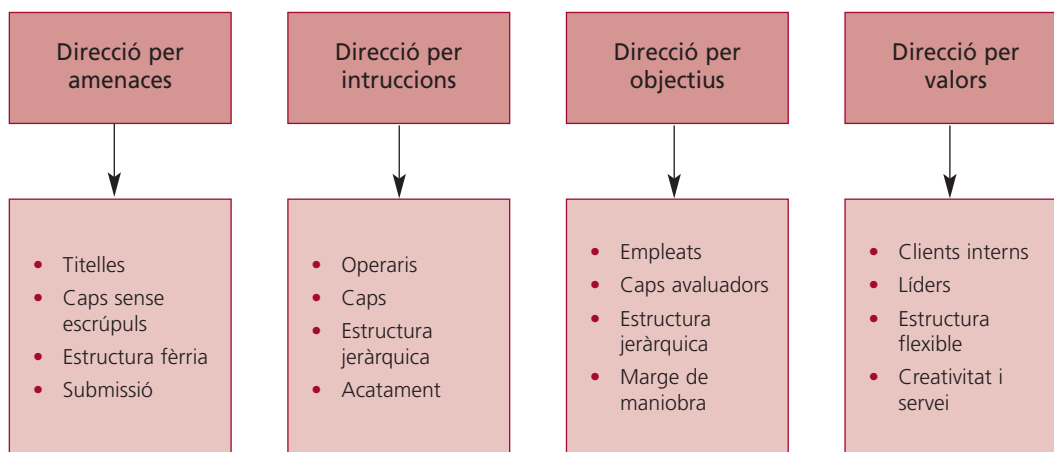 Direcció per
amenaces
Direcció per
intruccions
Direcció per
objectius
Direcció per
valors
• Titelles
• Caps sense
escrúpuls
• Estructura fèrria
• Submissió
• Operaris
• Caps
• Estructura
jeràrquica
• Acatament
• Empleats
• Caps avaluadors
• Estructura
jeràrquica
• Marge de
maniobra
• Clients interns
• Líders
• Estructura
flexible
• Creativitat i
servei